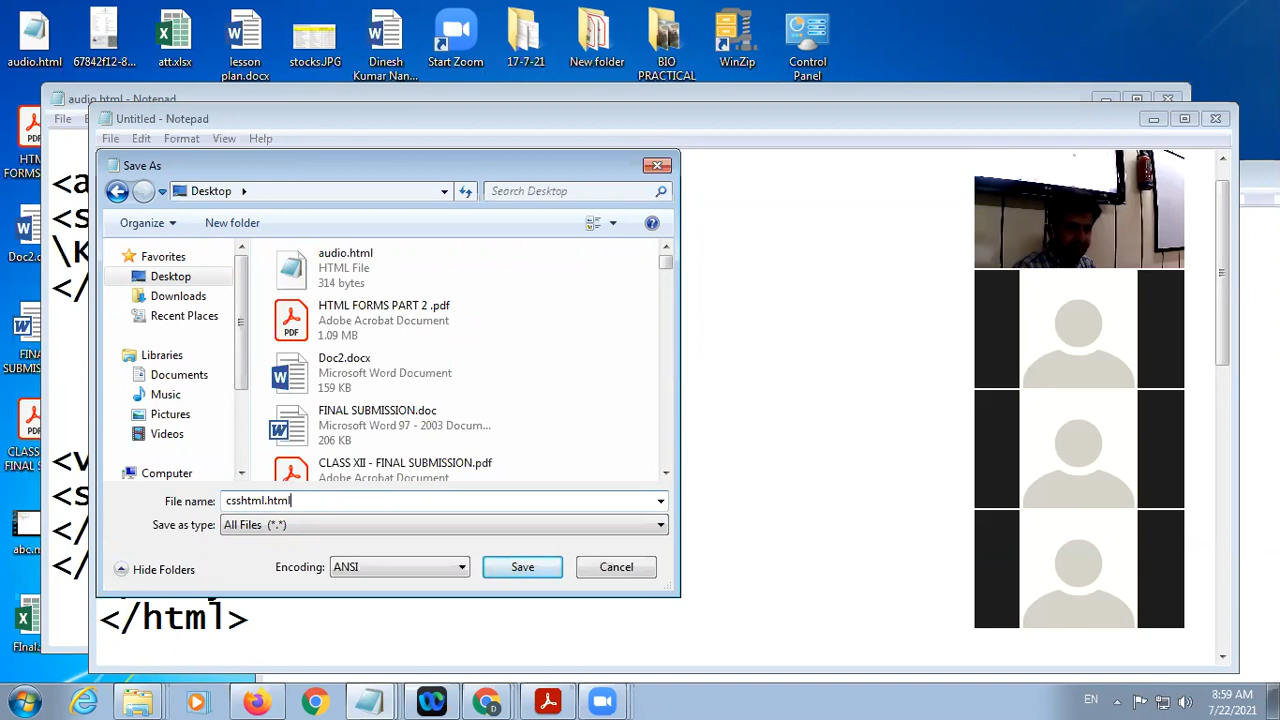 audio.html
67842f12-8...
att.xlsx
lesson
plan.docx
stocks.JPG
Dinesh
Kumar Nan...
Start Zoom
17-7-21
New folder
BIO
PRACTICAL
WinZip
Control
Panel
audio.html - Notepad
File
Untitled - Notepad
File Edit Format View Help
Save As
Desktop
Search Desktop
Organize
New folder
Favorites
Desktop
Downloads
Recent Places
Libraries
Documents
Music
Pictures
Videos
Computer
audio.html
HTML File
314 bytes
HTML FORMS PART 2 .pdf
Adobe Acrobat Document
1.09 MB
Doc2.docx
Microsoft Word Document
159 KB
FINAL SUBMISSION.doc
Microsoft Word 97 - 2003 Docum...
206 KB
CLASS XII - FINAL SUBMISSION.pdf
Adobe Acrobat Document
File name: csshtml.html
Save as type: All Files (*.*)
Hide Folders
Encoding: ANSI
Save
Cancel
</html>
<a
<s
\K
</
<v
<s
</
</
PDF
HT
FORMS
Doc2.d
FINA
SUBMISS
PDF
CLAS
FINAL S
abc.n
FInal.
EN
8:59 AM
7/22/2021